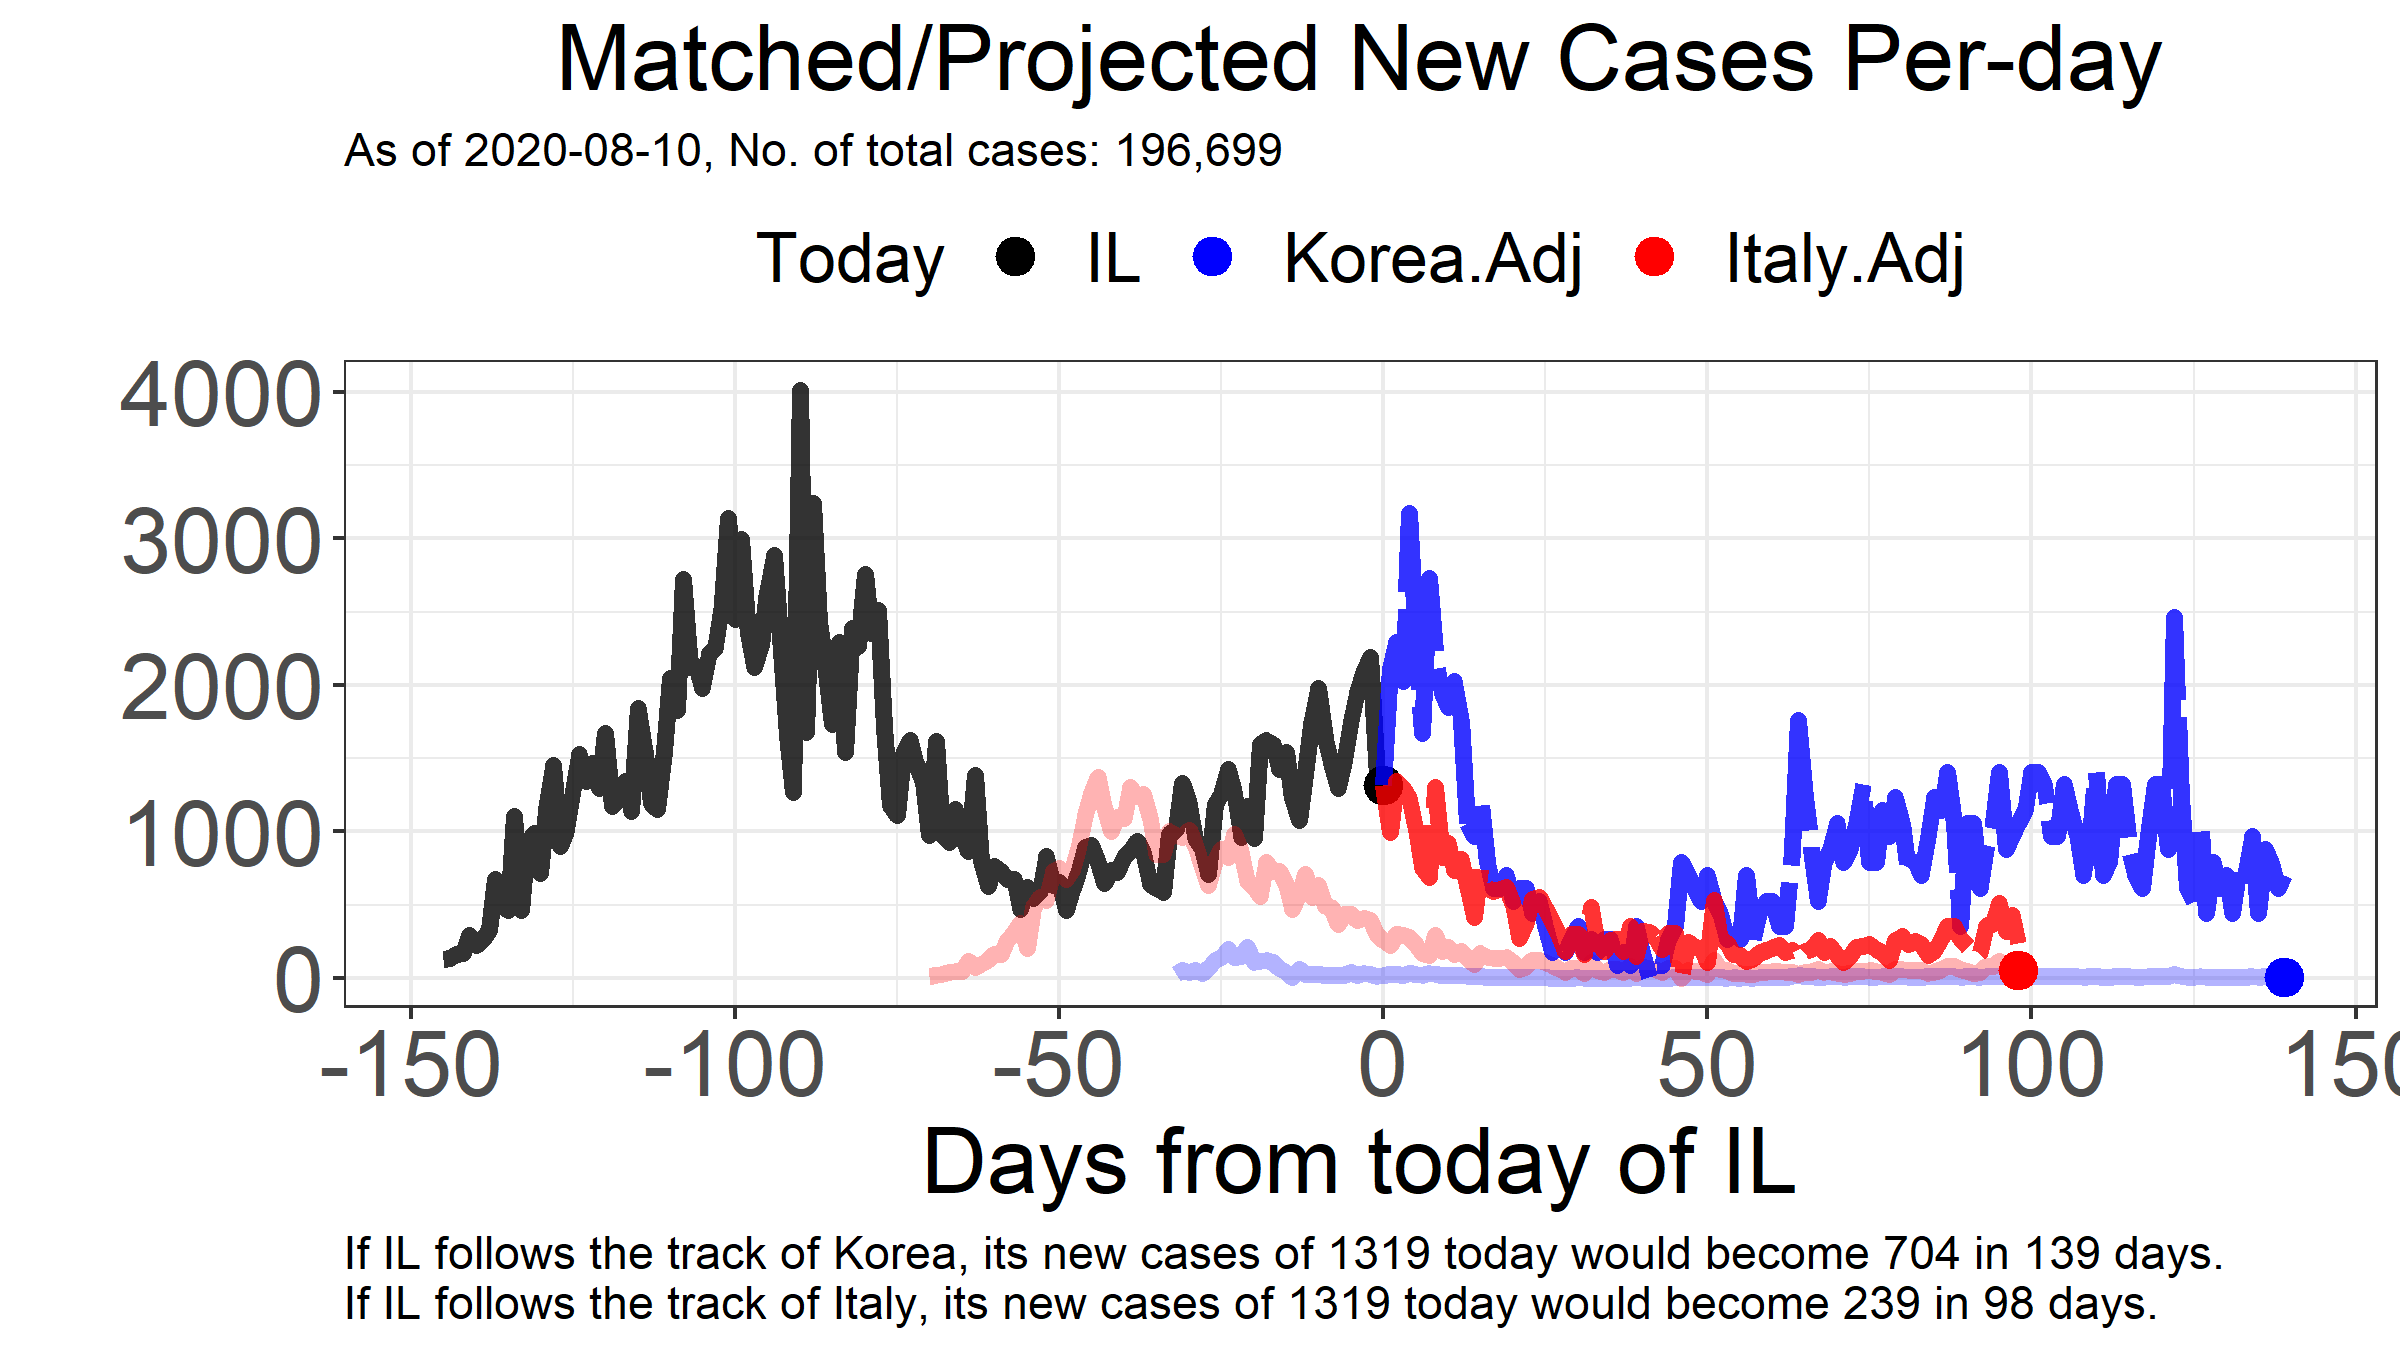 Matched/Projected New Cases Per-day
As of 2020-08-10, No. of total cases: 196,699
Today IL Korea.Adj Italy.Adj
4000
3000
2000
1000
0
-150 -100 -50 0 50 100 150
Days from today of IL
If IL follows the track of Korea, its new cases of 1319 today would become 704 in 139 days.
If IL follows the track of Italy, its new cases of 1319 today would become 239 in 98 days.